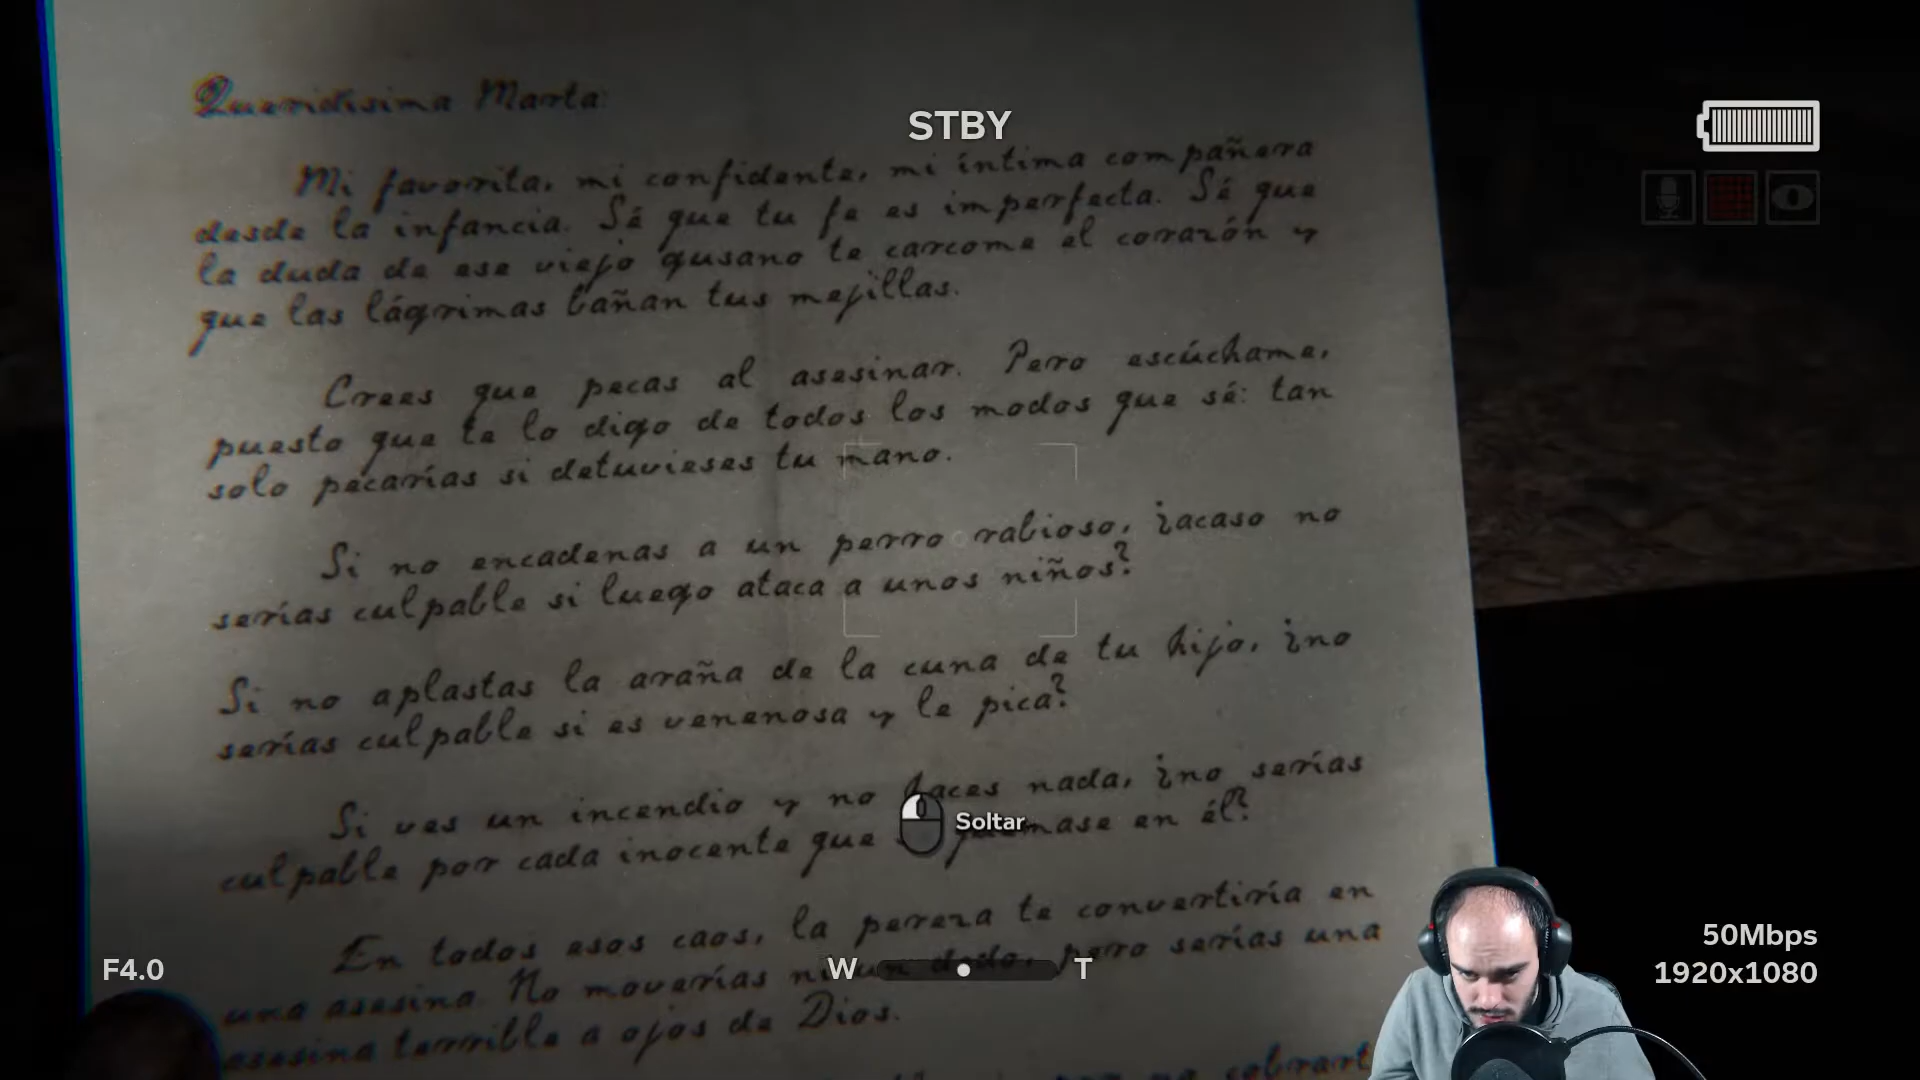 Queridísima Marta:
STBY
Mi favorita, mi confidente, mi íntima compañera
desde la infancia. Sé que tu fe es imperfecta. Sé que
la duda de ese viejo gusano te carcome el corazón y
que las lágrimas bañan tus mejillas.
Crees que pecas al asesinar. Pero escúchame,
puesto que te lo digo de todos los modos que sé: tan
solo pecarías si detuvieses tu mano.
Si no encadenas a un perro rabioso, ¿acaso no
serías culpable si luego ataca a unos niños?
Si no aplastas la araña de la cuna de tu hijo, ¿no
serías culpable si es venenosa y le pica?
Si ves un incendio y no haces nada, ¿no serías
Soltar
culpable por cada inocente que en él?
En todos esos caos, la pereza te convertiría en
una asesina. No moverías ni un dedo, pero serías una
asesina terrible a ojos de Dios.
F4.0
W T
50Mbps
1920x1080